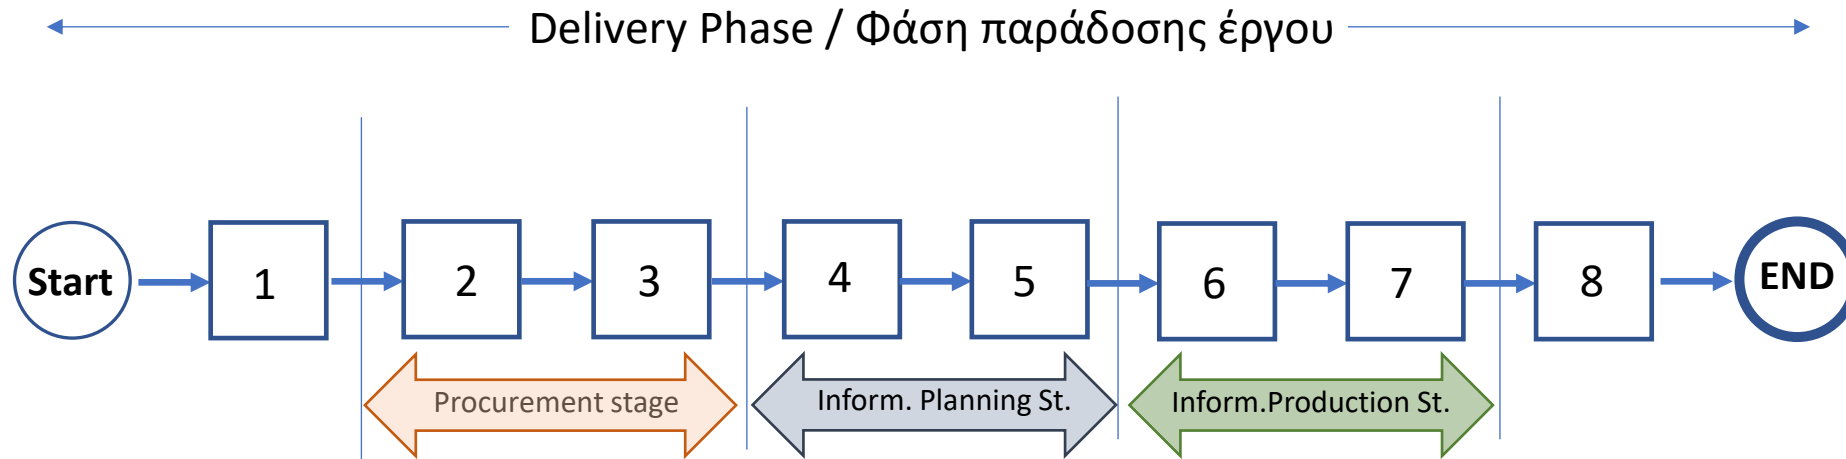 Delivery Phase / Φάση παράδοσης έργου
Start
1
2
3
4
5
6
7
8
END
Procurement stage
Inform. Planning St.
Inform.Production St.